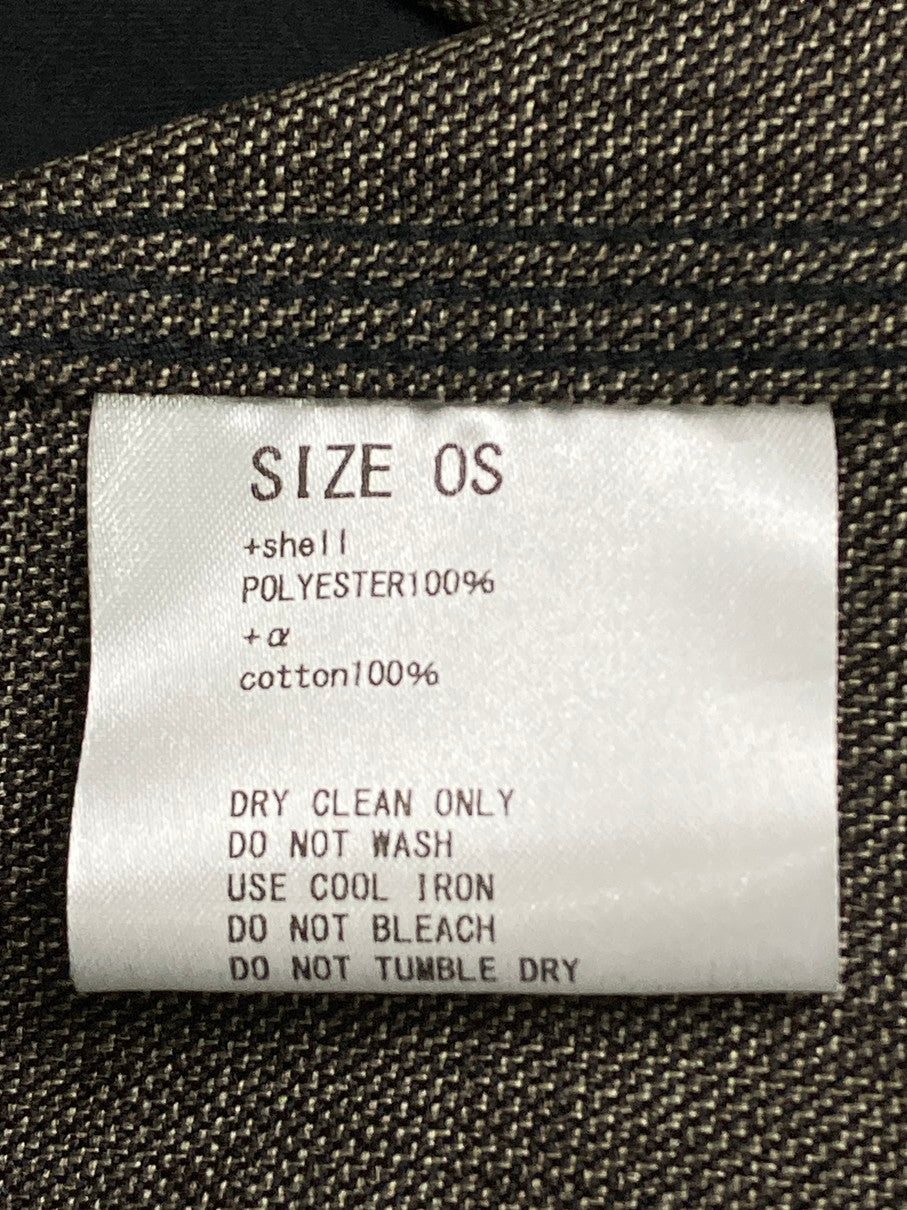 SIZE OS
+shell
POLYESTER100%
+α
cotton100%
DRY CLEAN ONLY
DO NOT WASH
USE COOL IRON
DO NOT BLEACH
DO NOT TUMBLE DRY